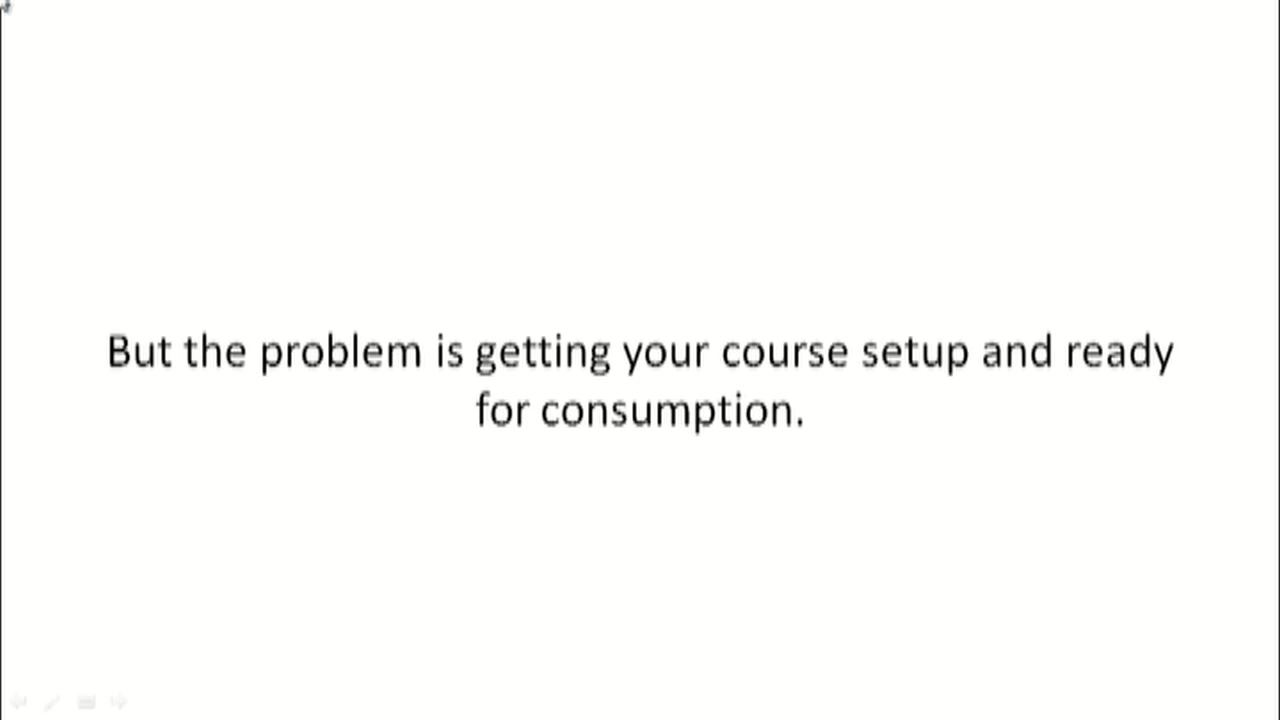 But the problem is getting your course setup and ready
for consumption.